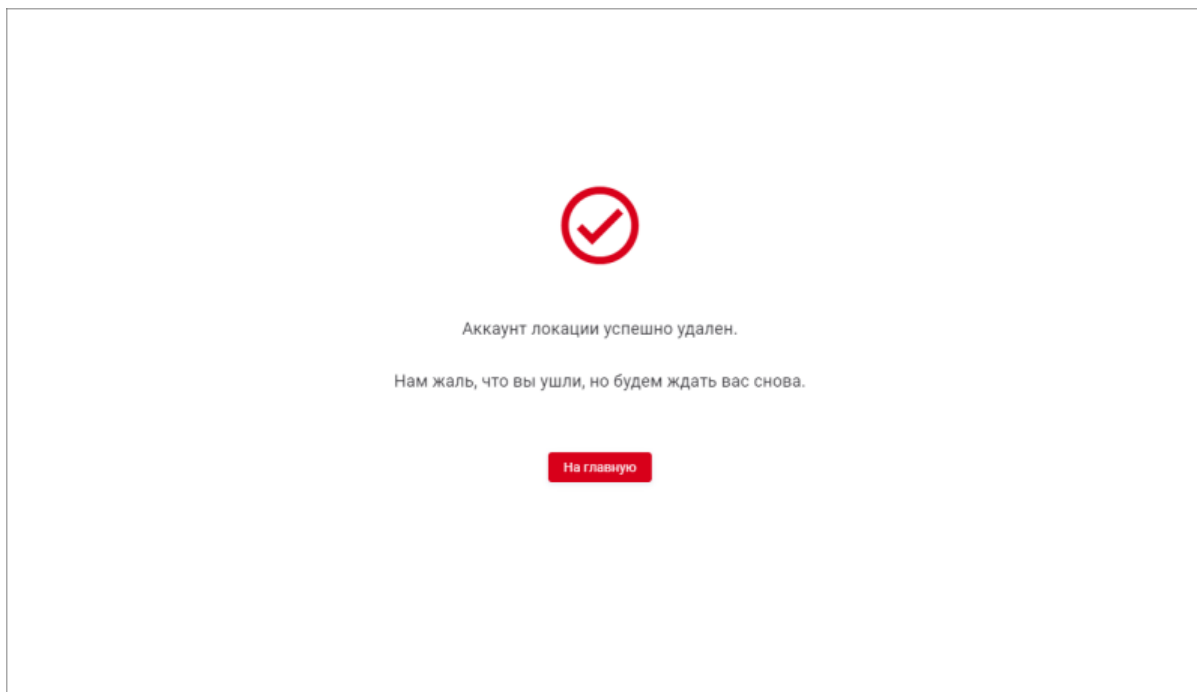 Аккаунт локации успешно удален.
Нам жаль, что вы ушли, но будем ждать вас снова.
На главную